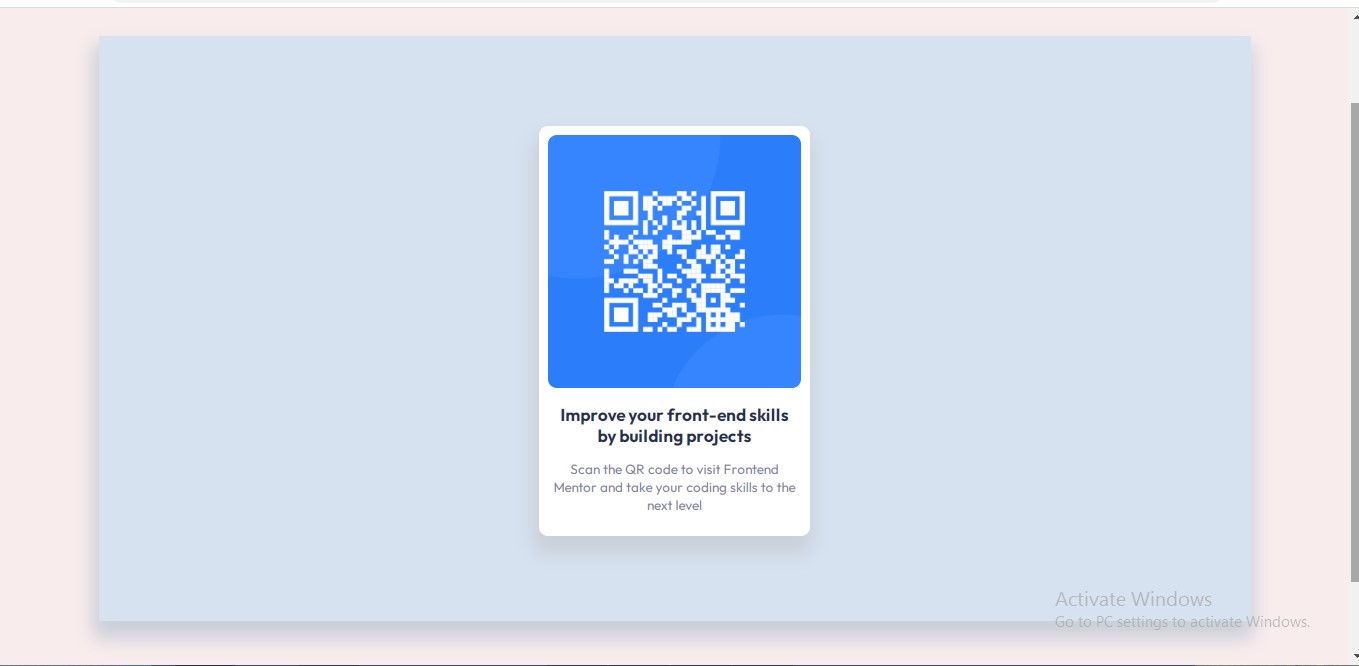 Improve your front-end skills
by building projects
Scan the QR code to visit Frontend
Mentor and take your coding skills to the
next level
Activate Windows
Go to PC settings to activate Windows.